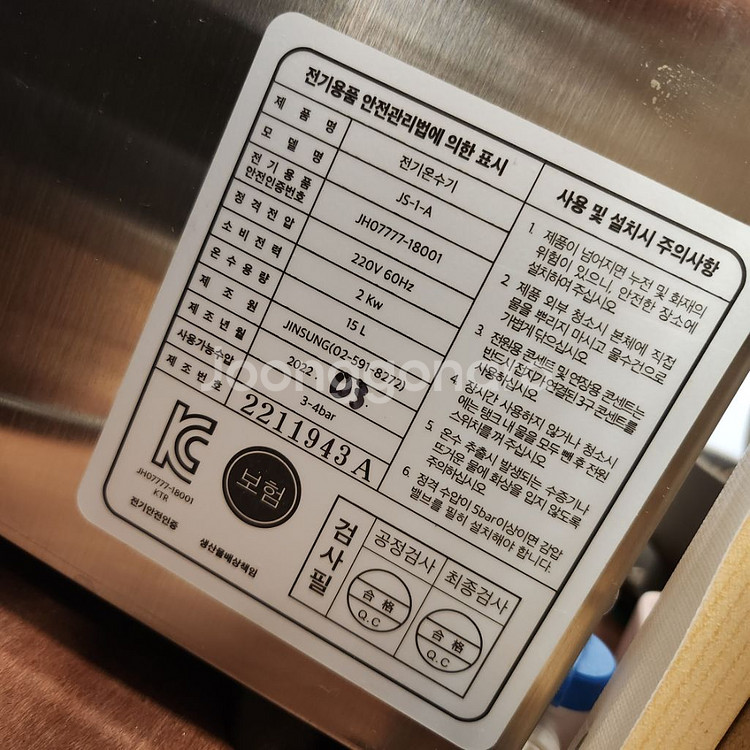 전기용품 안전관리법에 의한 표시
제 품 명 전기온수기
모 델 명 JS-1-A
전 기 용 품
안전인증번호 JH07777-18001
정 격 전 압 220V 60Hz
소 비 전 력 2 Kw
온 수 용 량 15 L
제 조 원 JINSUNG(02-591-8272)
제 조 년 월 2022. 03.
사용가능수압 3-4bar
제 조 번 호 2211943A
사용 및 설치시 주의사항
1. 제품이 넘어지면 누전 및 화재의
위험이 있으니, 안전한 장소에
설치하여 주십시오
2. 제품 외부 청소시 본체에 직접
물을 뿌리지 마시고 물수건으로
가볍게 닦으십시오
3. 전원용 콘센트 및 연장용 콘센트는
반드시 접지 연결된 3구 콘센트를
사용하십시오
4. 장시간 사용하지 않거나 청소시
에는 탱크 내 물을 모두 뺀 후 전원
스위치를 꺼 주십시오
5. 온수 추출시 발생되는 수증기나
뜨거운 물에 화상을 입지 않도록
주의하십시오
6. 정격 수압이 5bar이상이면 감압
밸브를 필히 설치해야 합니다.
JH07777-18001
KTR
전기안전인증
보험
생산물배상책임
검사필
공정검사 최종검사
合格 合格
Q.C Q.C
joonggonara